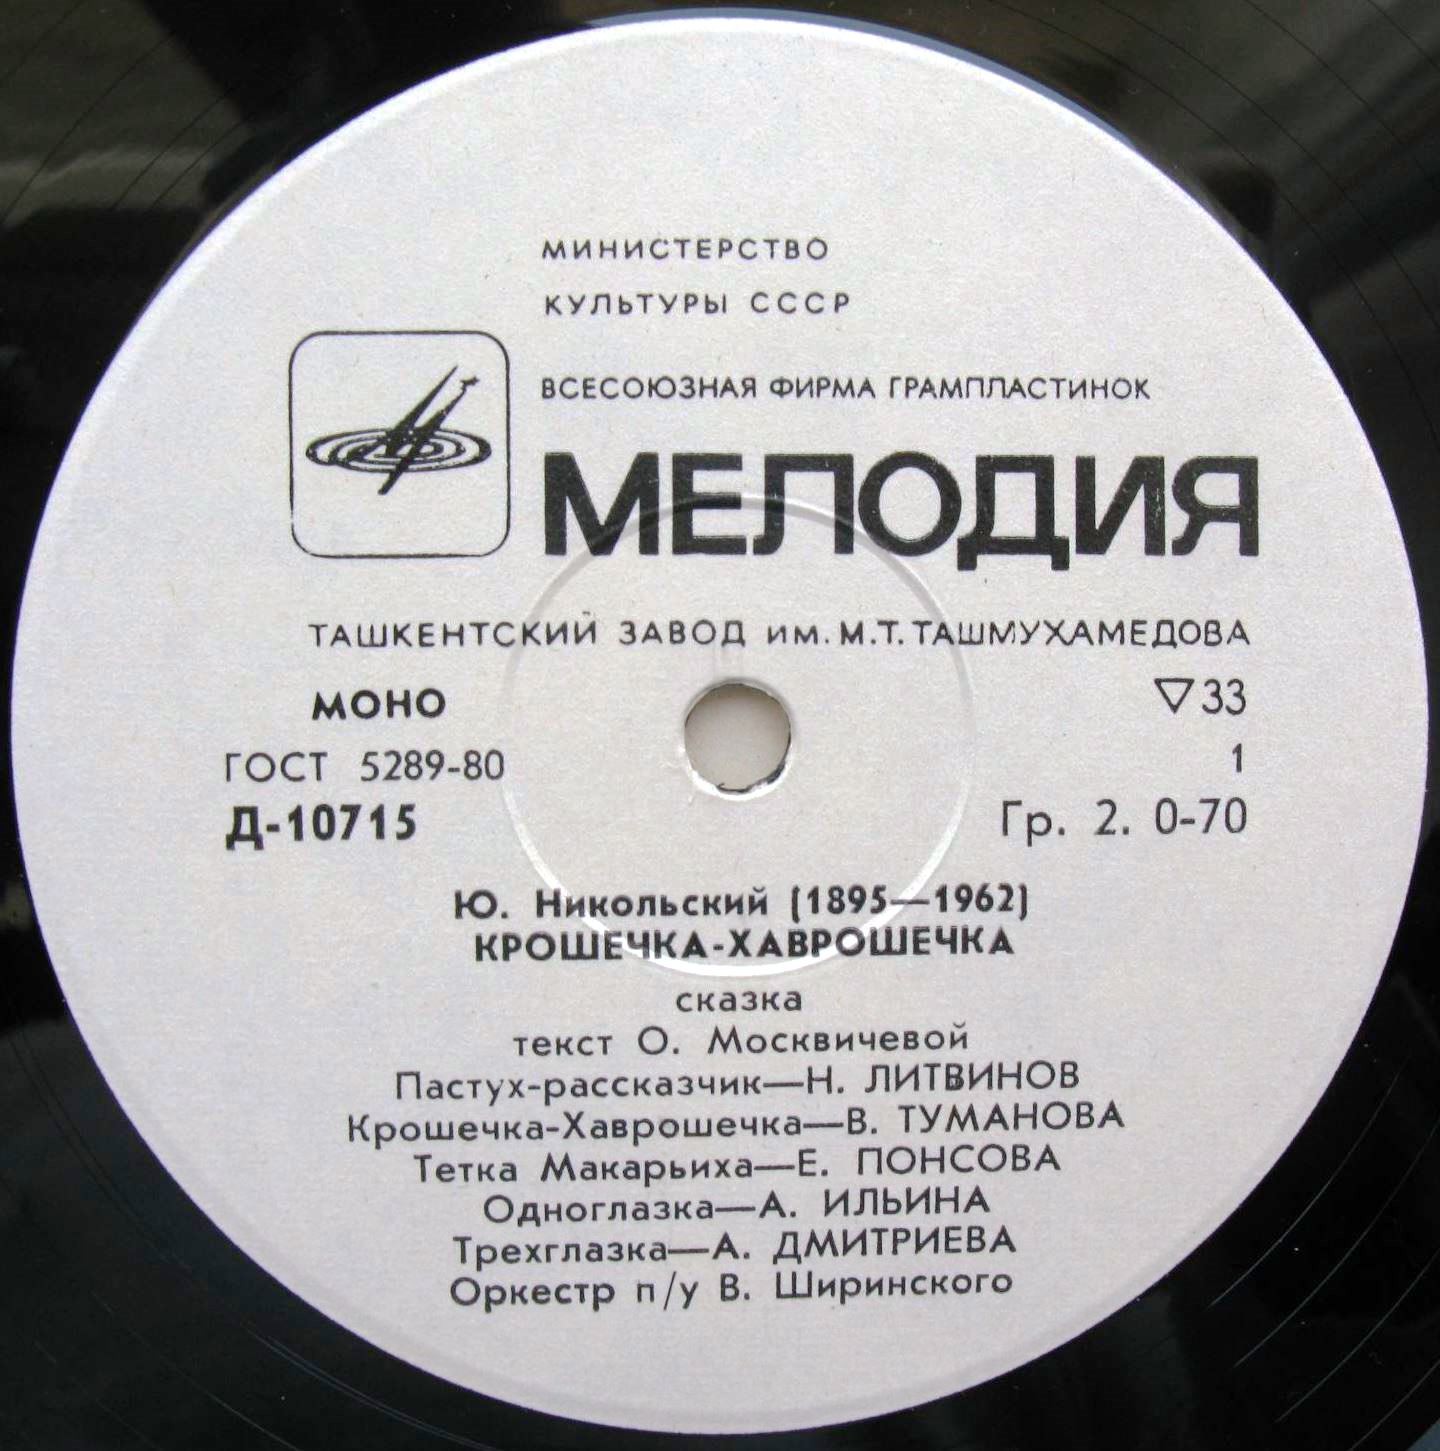 МИНИСТЕРСТВО
КУЛЬТУРЫ СССР
ВСЕСОЮЗНАЯ ФИРМА ГРАМПЛАСТИНОК
МЕЛОДИЯ
ТАШКЕНТСКИЙ ЗАВОД им. М.Т. ТАШМУХАМЕДОВА
МОНО ▽33
ГОСТ 5289-80 1
Д-10715 Гр. 2. 0-70
Ю. Никольский (1895—1962)
КРОШЕЧКА-ХАВРОШЕЧКА
сказка
текст О. Москвичевой
Пастух-рассказчик—Н. ЛИТВИНОВ
Крошечка-Хаврошечка—В. ТУМАНОВА
Тетка Макарьиха—Е. ПОНСОВА
Одноглазка—А. ИЛЬИНА
Трехглазка—А. ДМИТРИЕВА
Оркестр п/у В. Ширинского